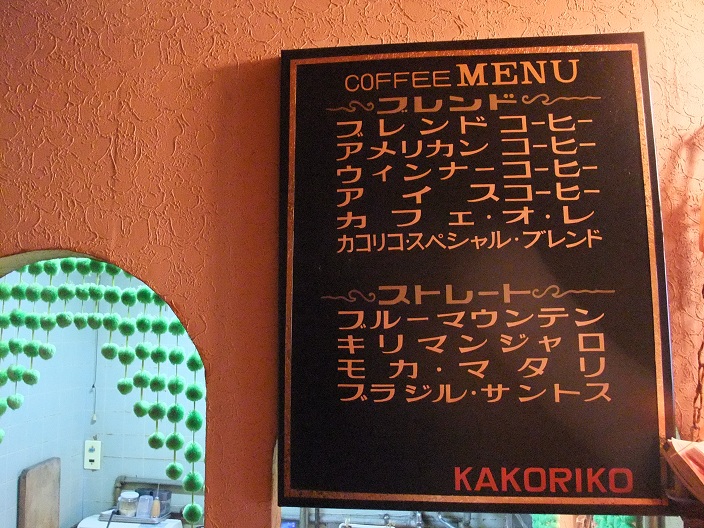 COFFEE MENU
ブレンド
ブレンドコーヒー
アメリカンコーヒー
ウィンナーコーヒー
アイスコーヒー
カフェ・オ・レ
カコリコ・スペシャル・ブレンド
ストレート
ブルーマウンテン
キリマンジャロ
モカ・マタリ
ブラジル・サントス
KAKORIKO